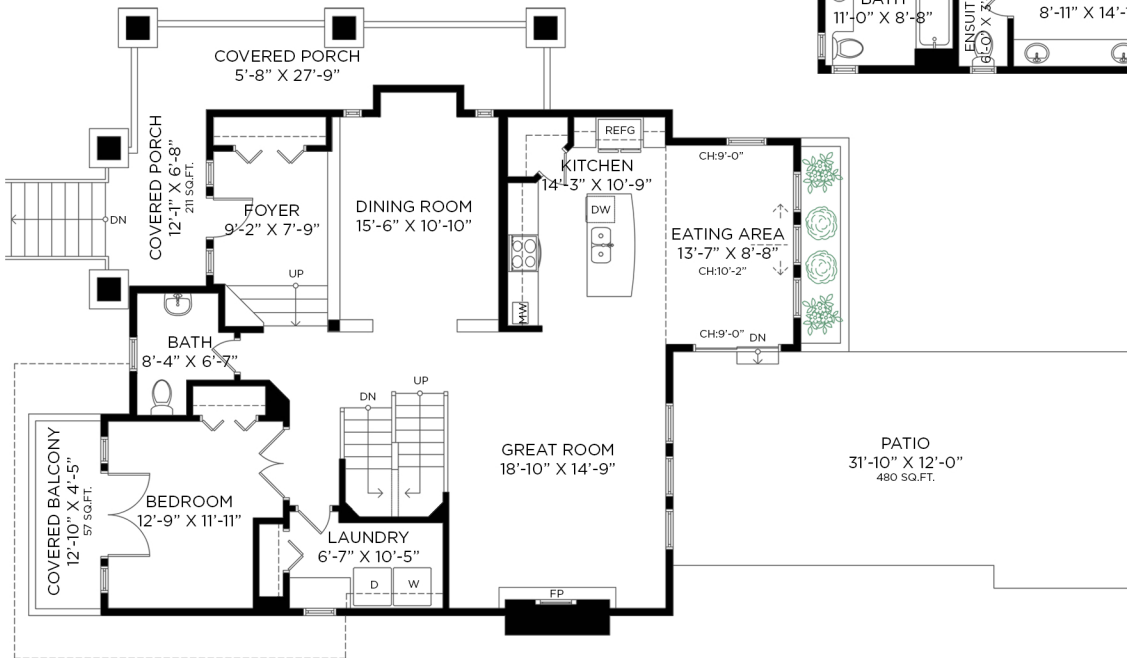 BATH
11'-0" X 8'-8"
8'-11" X 14'-
COVERED PORCH
5'-8" X 27'-9"
COVERED PORCH
12'-1" X 6'-8"
211 SQ.FT.
DN
FOYER
9'-2" X 7'-9"
UP
DINING ROOM
15'-6" X 10'-10"
REFG
KITCHEN
14'-3" X 10'-9"
DW
MW
CH:9'-0"
EATING AREA
13'-7" X 8'-8"
CH:10'-2"
CH:9'-0"
DN
BATH
8'-4" X 6'-7"
DN
UP
GREAT ROOM
18'-10" X 14'-9"
PATIO
31'-10" X 12'-0"
480 SQ.FT.
COVERED BALCONY
12'-10" X 4'-5"
57 SQ.FT.
BEDROOM
12'-9" X 11'-11"
LAUNDRY
6'-7" X 10'-5"
D
W
FP